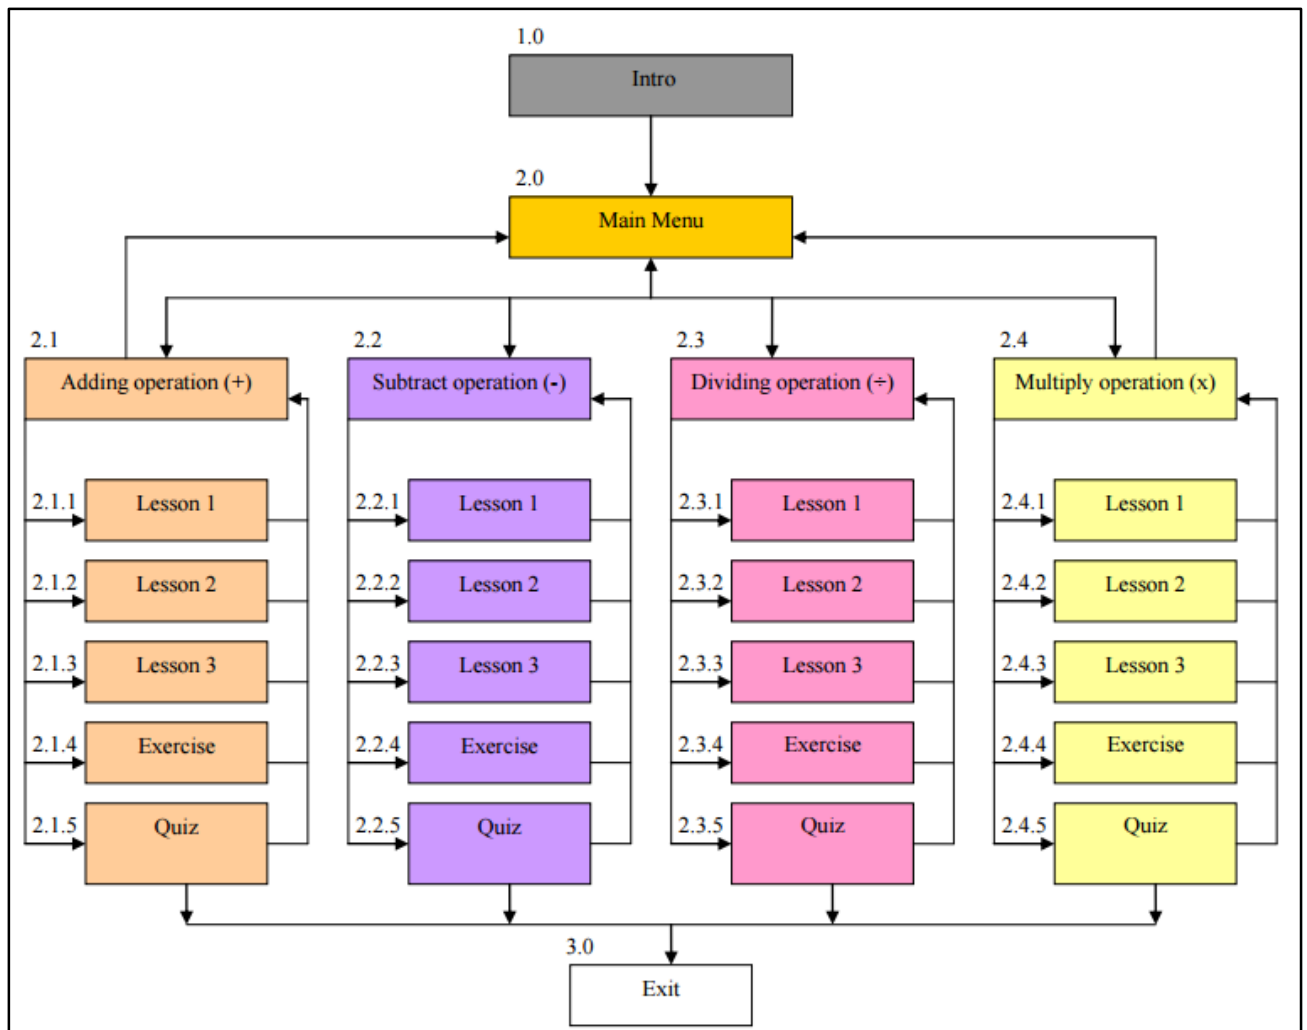 1.0
Intro
2.0
Main Menu
2.1
2.2
2.3
2.4
Adding operation (+)
Subtract operation (-)
Dividing operation (÷)
Multiply operation (x)
2.1.1
Lesson 1
2.2.1
Lesson 1
2.3.1
Lesson 1
2.4.1
Lesson 1
2.1.2
Lesson 2
2.2.2
Lesson 2
2.3.2
Lesson 2
2.4.2
Lesson 2
2.1.3
Lesson 3
2.2.3
Lesson 3
2.3.3
Lesson 3
2.4.3
Lesson 3
2.1.4
Exercise
2.2.4
Exercise
2.3.4
Exercise
2.4.4
Exercise
2.1.5
Quiz
2.2.5
Quiz
2.3.5
Quiz
2.4.5
Quiz
3.0
Exit